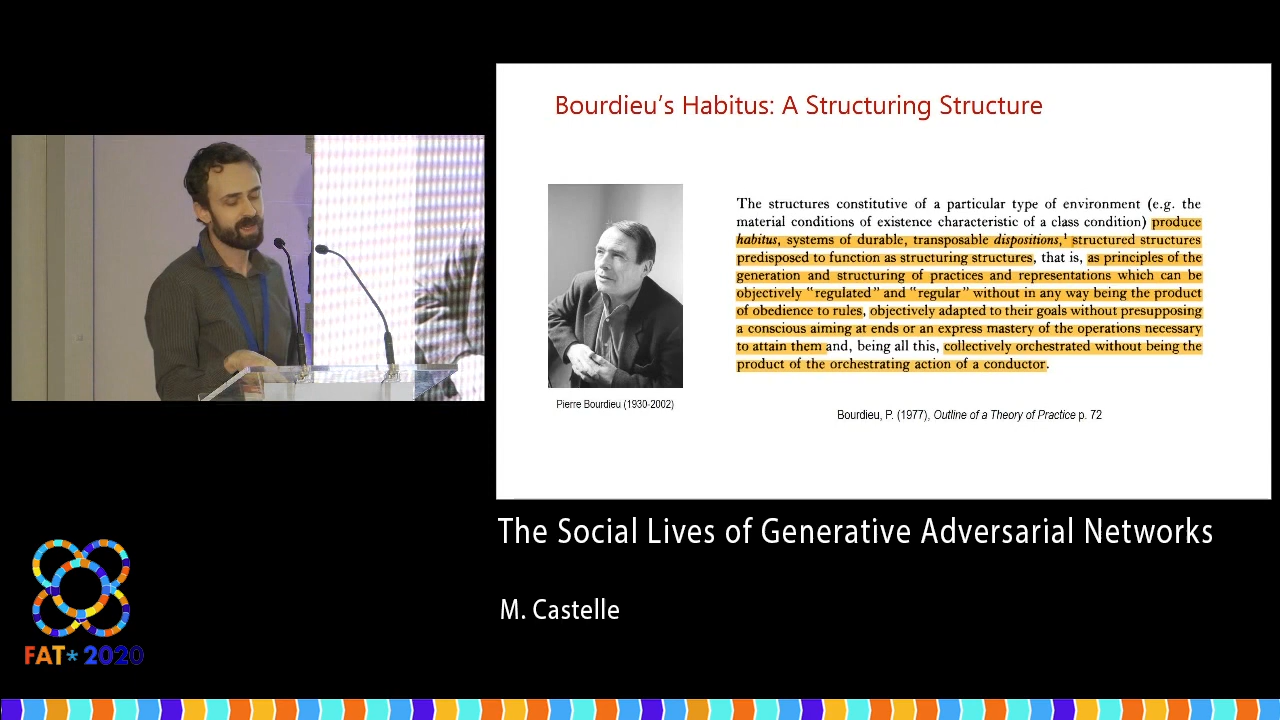 Bourdieu's Habitus: A Structuring Structure
The structures constitutive of a particular type of environment (e.g. the
material conditions of existence characteristic of a class condition) produce
habitus, systems of durable, transposable dispositions,¹ structured structures
predisposed to function as structuring structures, that is, as principles of the
generation and structuring of practices and representations which can be
objectively “regulated” and “regular” without in any way being the product
of obedience to rules, objectively adapted to their goals without presupposing
a conscious aiming at ends or an express mastery of the operations necessary
to attain them and, being all this, collectively orchestrated without being the
product of the orchestrating action of a conductor.
Pierre Bourdieu (1930-2002)
Bourdieu, P. (1977), Outline of a Theory of Practice p. 72
The Social Lives of Generative Adversarial Networks
M. Castelle
FAT* 2020